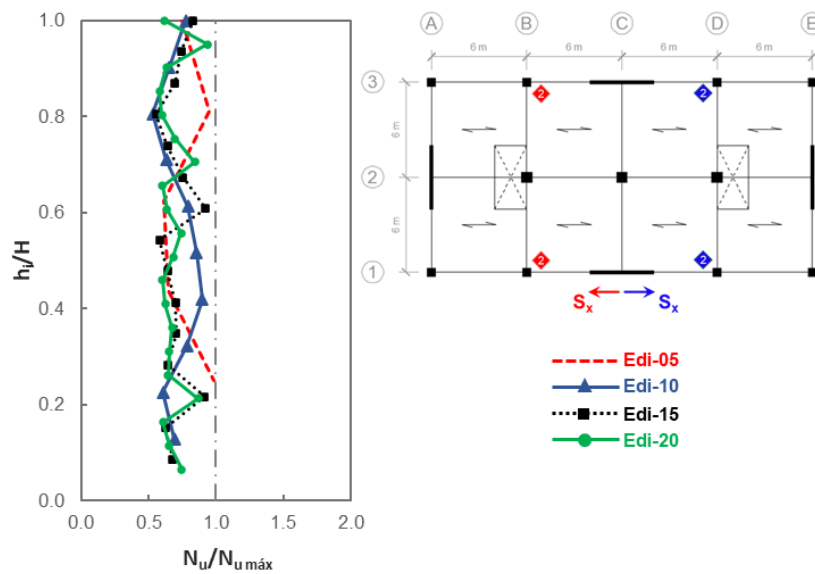 1.0
0.8
0.6
0.4
0.2
0.0
hᵢ/H
0.0 0.5 1.0 1.5 2.0
Nᵤ/Nᵤ ₘáₓ
A B C D E
6 m 6 m 6 m 6 m
3
2 2
6 m
2
6 m
2 2
1
Sₓ Sₓ
Edi-05
Edi-10
Edi-15
Edi-20